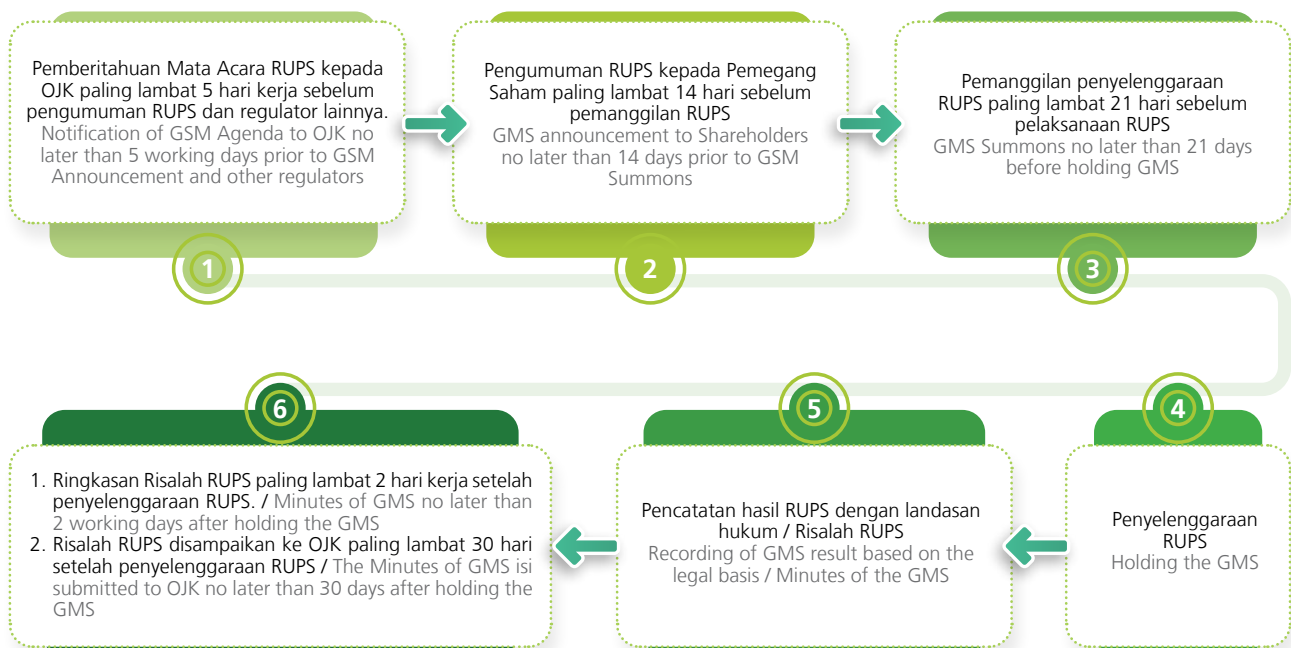 Pemberitahuan Mata Acara RUPS kepada
OJK paling lambat 5 hari kerja sebelum
pengumuman RUPS dan regulator lainnya.
Notification of GSM Agenda to OJK no
later than 5 working days prior to GSM
Announcement and other regulators
1
Pengumuman RUPS kepada Pemegang
Saham paling lambat 14 hari sebelum
pemanggilan RUPS
GMS announcement to Shareholders
no later than 14 days prior to GSM
Summons
2
Pemanggilan penyelenggaraan
RUPS paling lambat 21 hari sebelum
pelaksanaan RUPS
GMS Summons no later than 21 days
before holding GMS
3
4
Penyelenggaraan
RUPS
Holding the GMS
5
Pencatatan hasil RUPS dengan landasan
hukum / Risalah RUPS
Recording of GMS result based on the
legal basis / Minutes of the GMS
6
1. Ringkasan Risalah RUPS paling lambat 2 hari kerja setelah
penyelenggaraan RUPS. / Minutes of GMS no later than
2 working days after holding the GMS
2. Risalah RUPS disampaikan ke OJK paling lambat 30 hari
setelah penyelenggaraan RUPS / The Minutes of GMS isi
submitted to OJK no later than 30 days after holding the
GMS